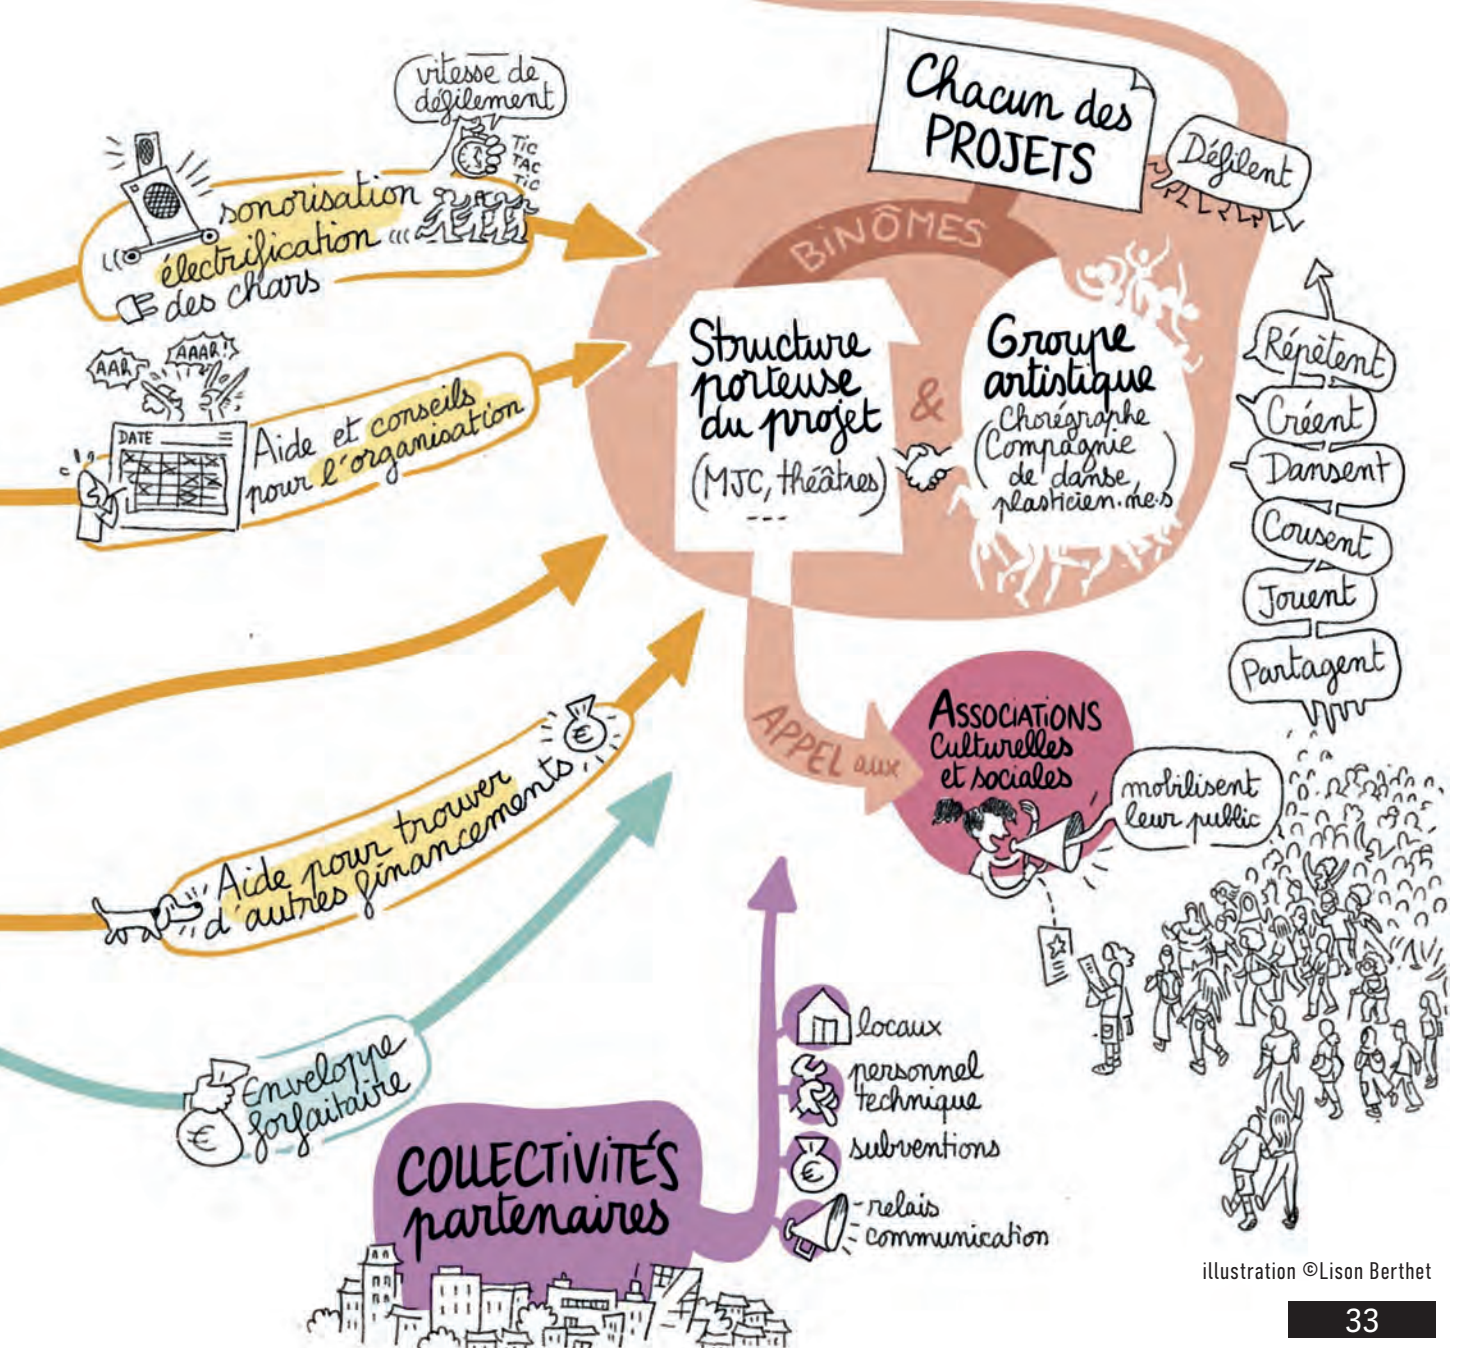 vitesse de
défilement
TIC
TAC
TIC
sonorisation
électrification
des chars
Chacun des
PROJETS
Défilent
BINÔMES
AAR
AAAR!
DATE
Aide et conseils
pour l'organisation
Structure
porteuse
du projet
(MJC, théâtres)
---
&
Groupe
artistique
(Chorégraphe
Compagnie
de danse,
plasticien·ne·s)
Répètent
Créent
Dansent
Cousent
Jouent
Partagent
APPEL aux
ASSOCIATIONS
Culturelles
et sociales
mobilisent
leur public
€
Aide pour trouver
d'autres financements
€
Enveloppe
forfaitaire
COLLECTIVITÉS
partenaires
locaux
personnel
technique
€
subventions
relais
communication
illustration ©Lison Berthet
33